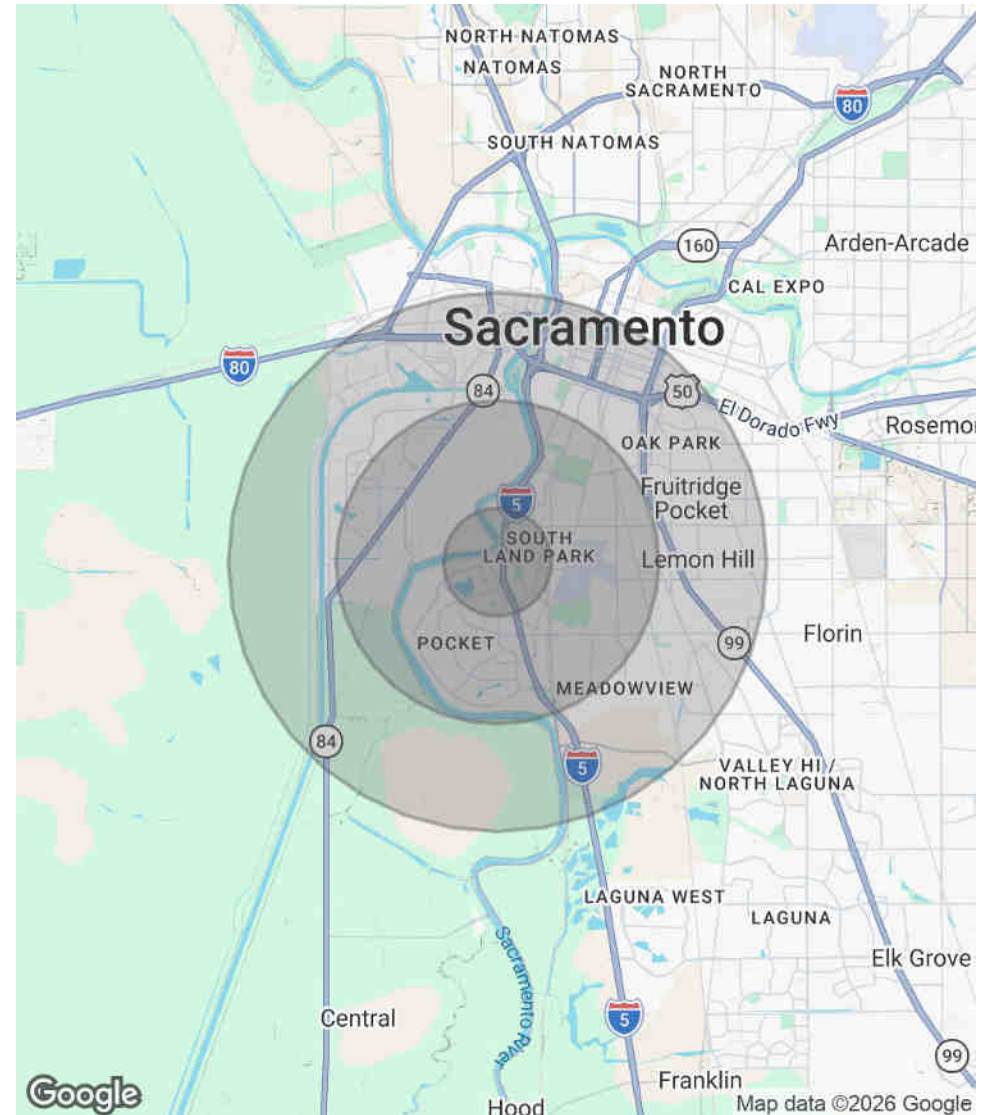 NORTH NATOMAS
NATOMAS
NORTH
SACRAMENTO
80
SOUTH NATOMAS
160
Arden-Arcade
CAL EXPO
Sacramento
80
84
50
El Dorado Fwy
Rosemo
OAK PARK
Fruitridge
Pocket
5
SOUTH
LAND PARK
Lemon Hill
POCKET
99
Florin
MEADOWVIEW
84
5
VALLEY HI /
NORTH LAGUNA
LAGUNA WEST
LAGUNA
Sacramento River
Elk Grove
Central
5
99
Franklin
Google
Hood
Map data ©2026 Google